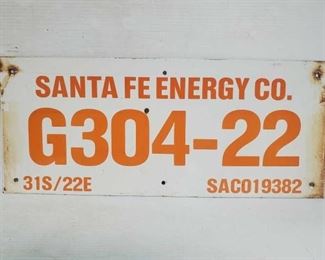 SANTA FE ENERGY CO.
G304-22
31S/22E SAC019382